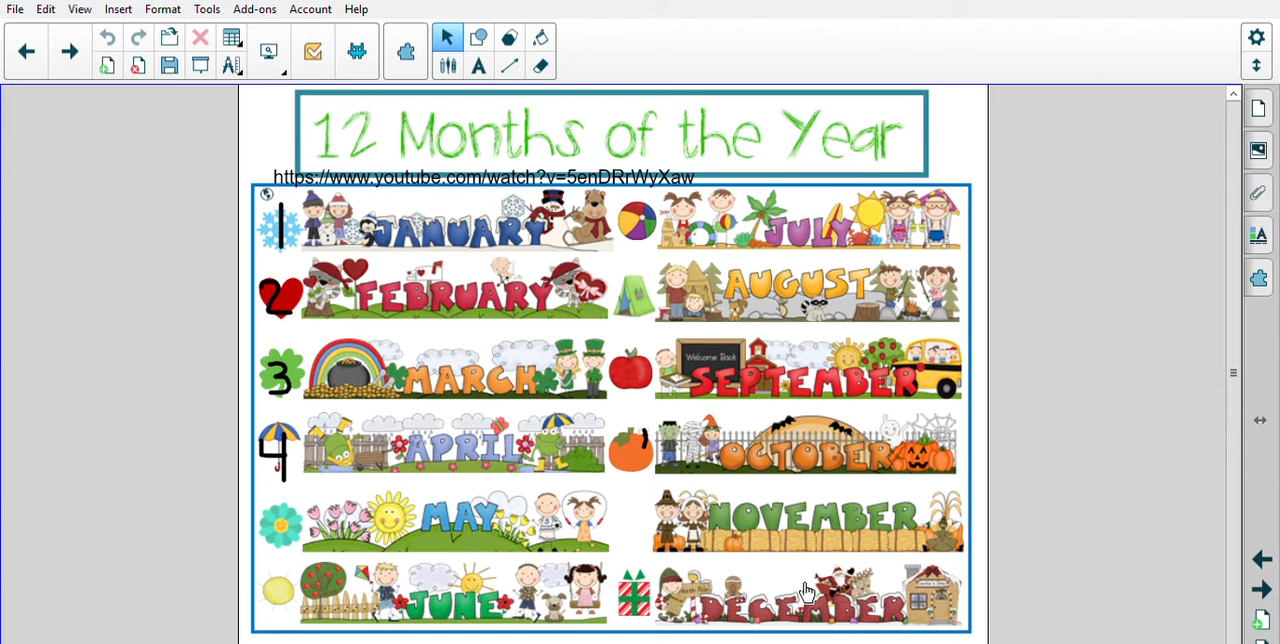 File Edit View Insert Format Tools Add-ons Account Help
12 Months of the Year
https://www.youtube.com/watch?v=5enDRrWyXaw
1 JANUARY
JULY
2 FEBRUARY
AUGUST
3 MARCH
Welcome Back
SEPTEMBER
4 APRIL
OCTOBER
MAY
NOVEMBER
JUNE
DECEMBER